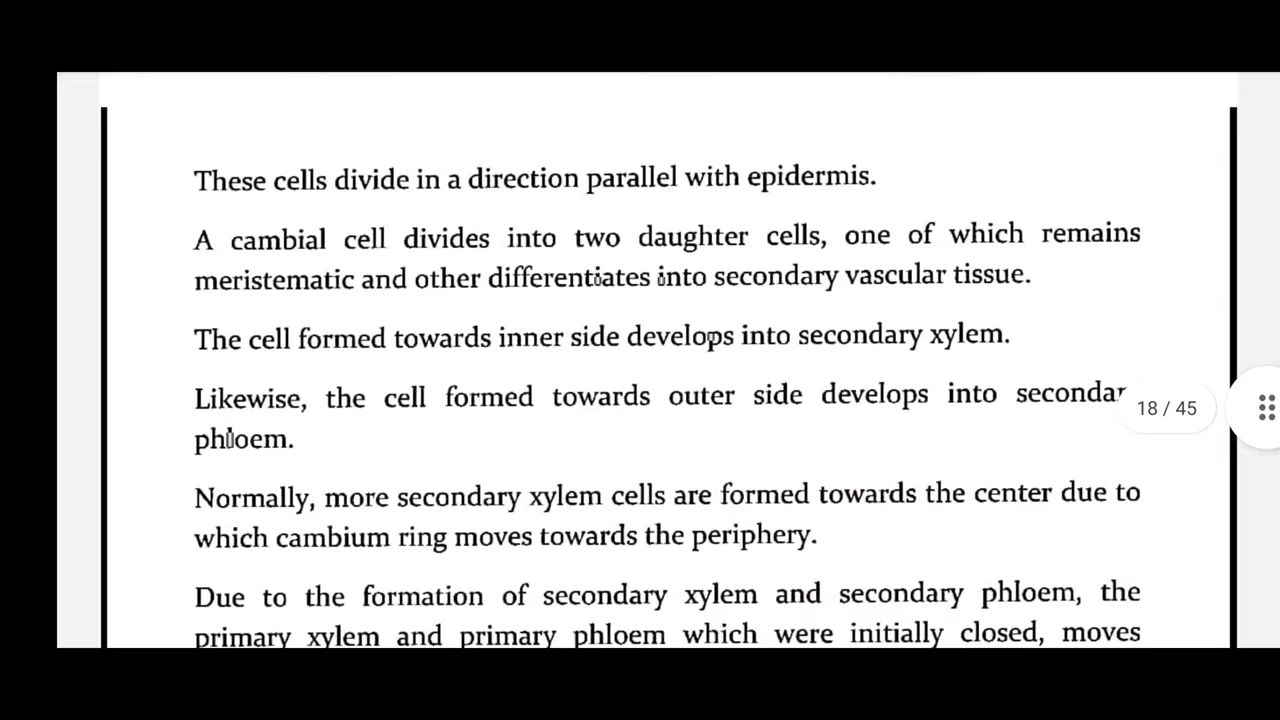 These cells divide in a direction parallel with epidermis.
A cambial cell divides into two daughter cells, one of which remains
meristematic and other differentiates into secondary vascular tissue.
The cell formed towards inner side develops into secondary xylem.
Likewise, the cell formed towards outer side develops into secondar
18 / 45
phloem.
Normally, more secondary xylem cells are formed towards the center due to
which cambium ring moves towards the periphery.
Due to the formation of secondary xylem and secondary phloem, the
primary xylem and primary phloem which were initially closed, moves